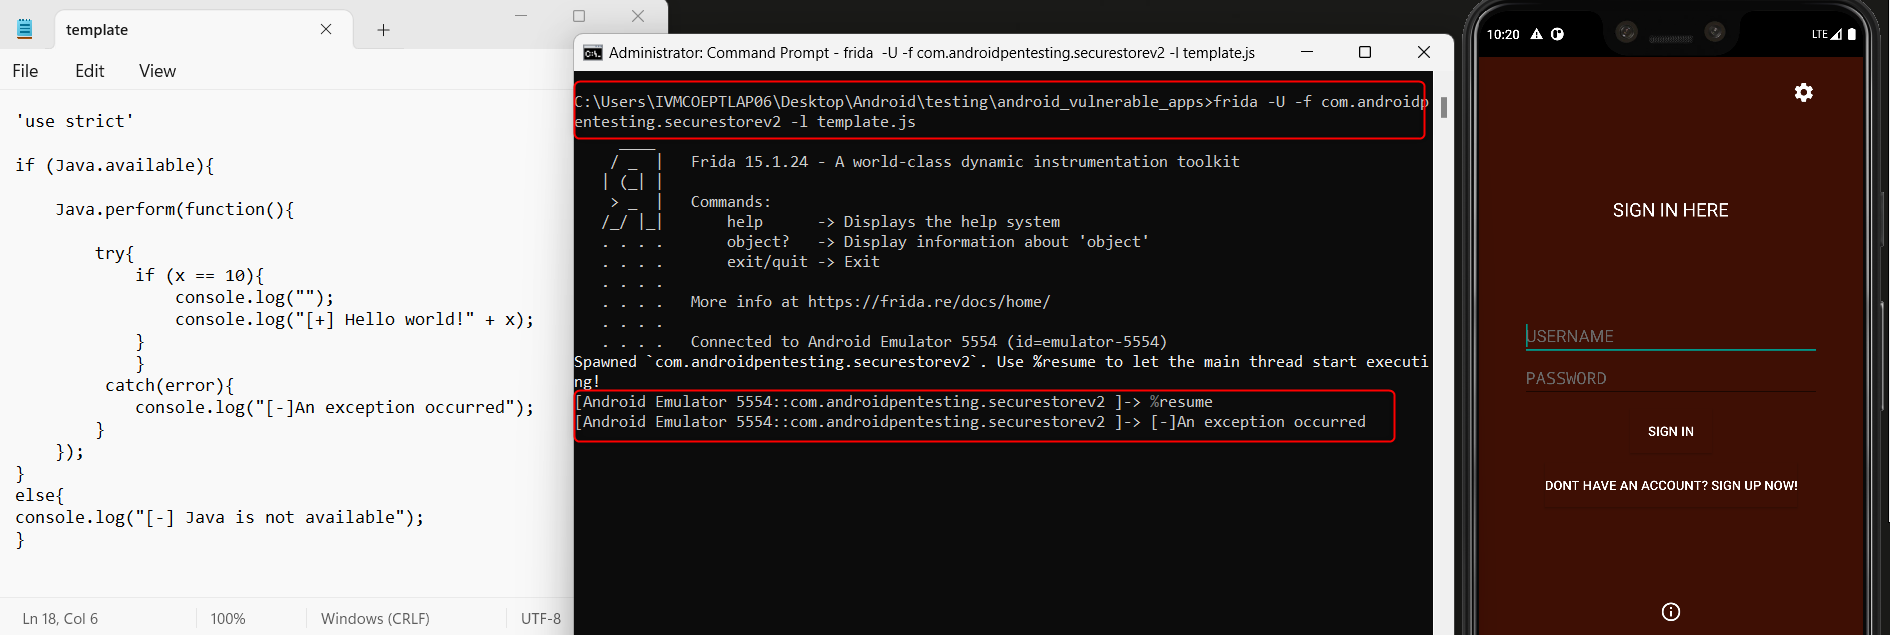 template
File Edit View
'use strict'
if (Java.available){
Java.perform(function(){
try{
if (x == 10){
console.log("");
console.log("[+] Hello world!" + x);
}
}
catch(error){
console.log("[-]An exception occurred");
}
});
}
else{
console.log("[-] Java is not available");
}
Ln 18, Col 6 100% Windows (CRLF) UTF-8
Administrator: Command Prompt - frida -U -f com.androidpentesting.securestorev2 -l template.js
C:\Users\IVMCOEPTLAP06\Desktop\Android\testing\android_vulnerable_apps>frida -U -f com.androidp
entesting.securestorev2 -l template.js
____
/ _  |   Frida 15.1.24 - A world-class dynamic instrumentation toolkit
| (_| |
> _  |   Commands:
/_/ |_|       help      -> Displays the help system
. . . .       object?   -> Display information about 'object'
. . . .       exit/quit -> Exit
. . . .
. . . .   More info at https://frida.re/docs/home/
. . . .
. . . .   Connected to Android Emulator 5554 (id=emulator-5554)
Spawned `com.androidpentesting.securestorev2`. Use %resume to let the main thread start executi
ng!
[Android Emulator 5554::com.androidpentesting.securestorev2 ]-> %resume
[Android Emulator 5554::com.androidpentesting.securestorev2 ]-> [-]An exception occurred
10:20 LTE
SIGN IN HERE
USERNAME
PASSWORD
SIGN IN
DONT HAVE AN ACCOUNT? SIGN UP NOW!